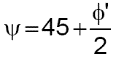 ψ = 45 + φ'/2